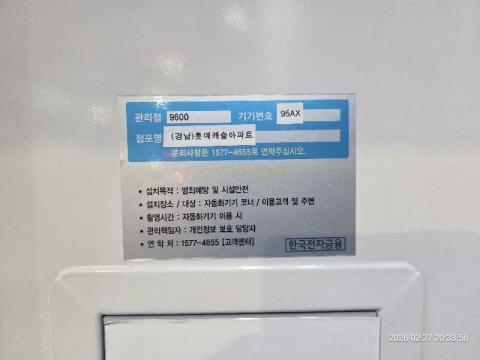 관리점 9600 기기번호 95AX
점포명 (경남)롯데캐슬아파트
문의사항은 1577-4655로 연락주십시오.
• 설치목적 : 범죄예방 및 시설안전
• 설치장소 / 대상 : 자동화기기 코너 / 이용고객 및 주변
• 촬영시간 : 자동화기기 이용 시
• 관리책임자 : 개인정보 보호 담당자
• 연 락 처 : 1577-4655 [고객센터]
한국전자금융
2026-02-27 20:33:56